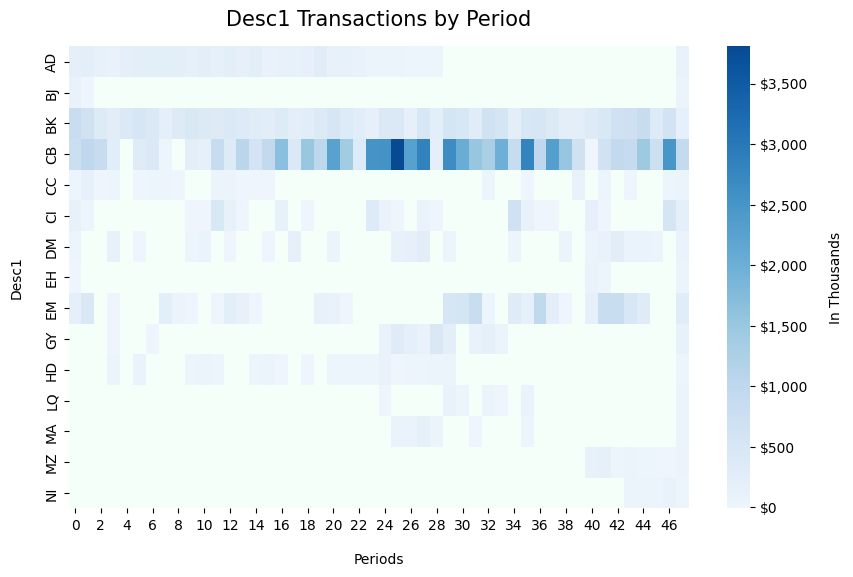 Desc1 Transactions by Period
Desc1
AD
BJ
BK
CB
CC
CI
DM
EH
EM
GY
HD
LQ
MA
MZ
NI
0 2 4 6 8 10 12 14 16 18 20 22 24 26 28 30 32 34 36 38 40 42 44 46
Periods
$3,500
$3,000
$2,500
$2,000
$1,500
$1,000
$500
$0
In Thousands